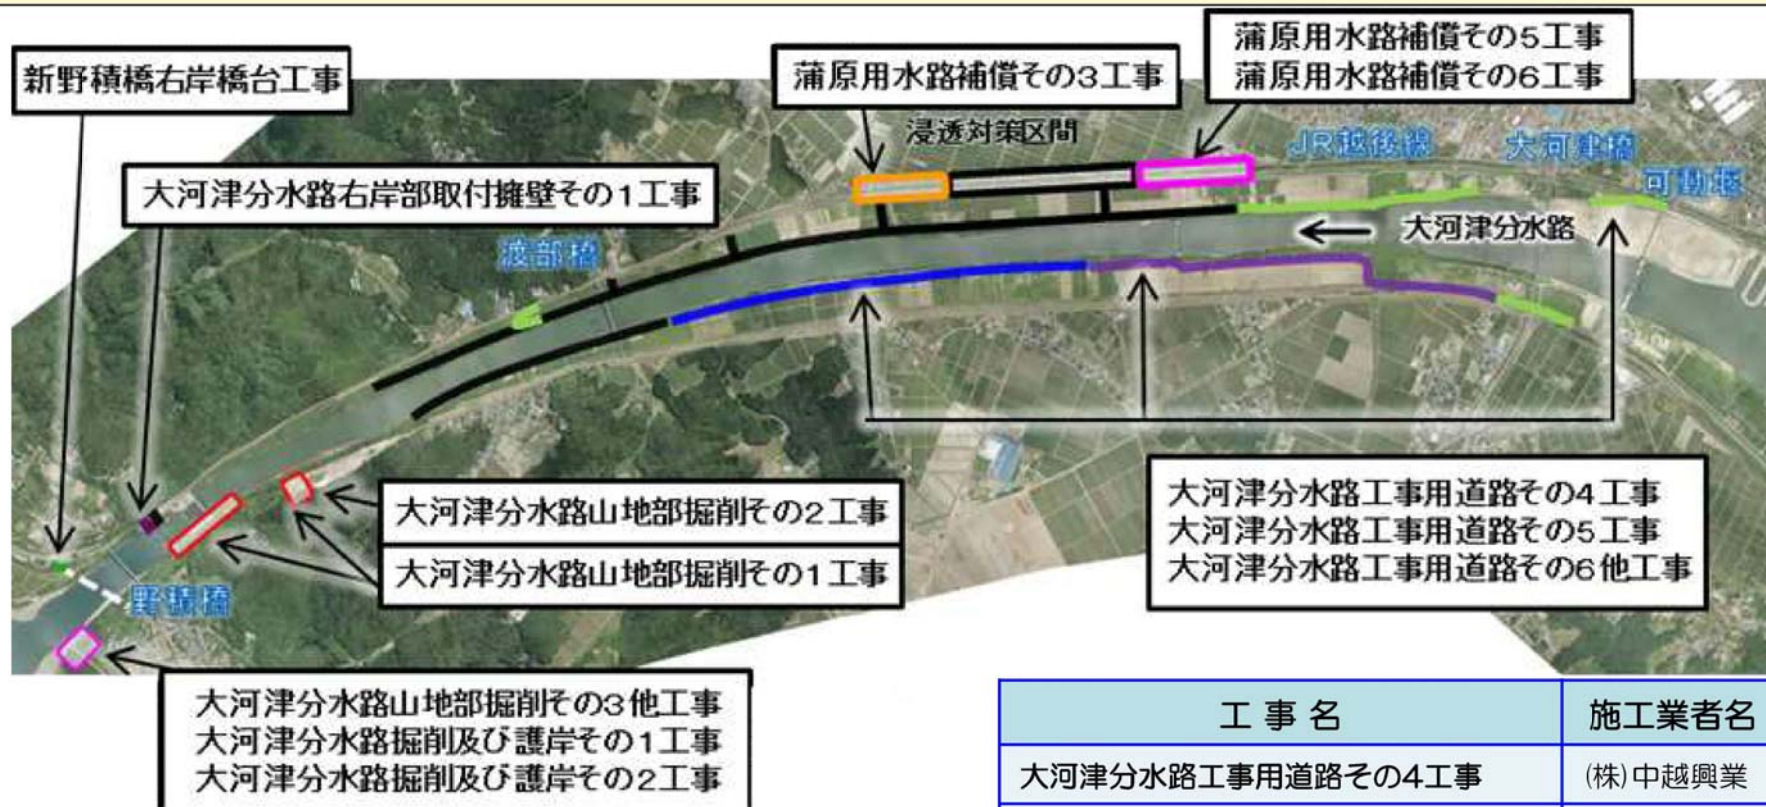 新野積橋右岸橋台工事
蒲原用水路補償その3工事
蒲原用水路補償その5工事
蒲原用水路補償その6工事
浸透対策区間
JR越後線
大河津橋
可動堰
大河津分水路右岸部取付擁壁その1工事
渡部橋
大河津分水路
大河津分水路山地部掘削その2工事
大河津分水路山地部掘削その1工事
大河津分水路工事用道路その4工事
大河津分水路工事用道路その5工事
大河津分水路工事用道路その6他工事
野積橋
大河津分水路山地部掘削その3他工事
大河津分水路掘削及び護岸その1工事
大河津分水路掘削及び護岸その2工事
工事名 施工業者名
大河津分水路工事用道路その4工事 (株)中越興業